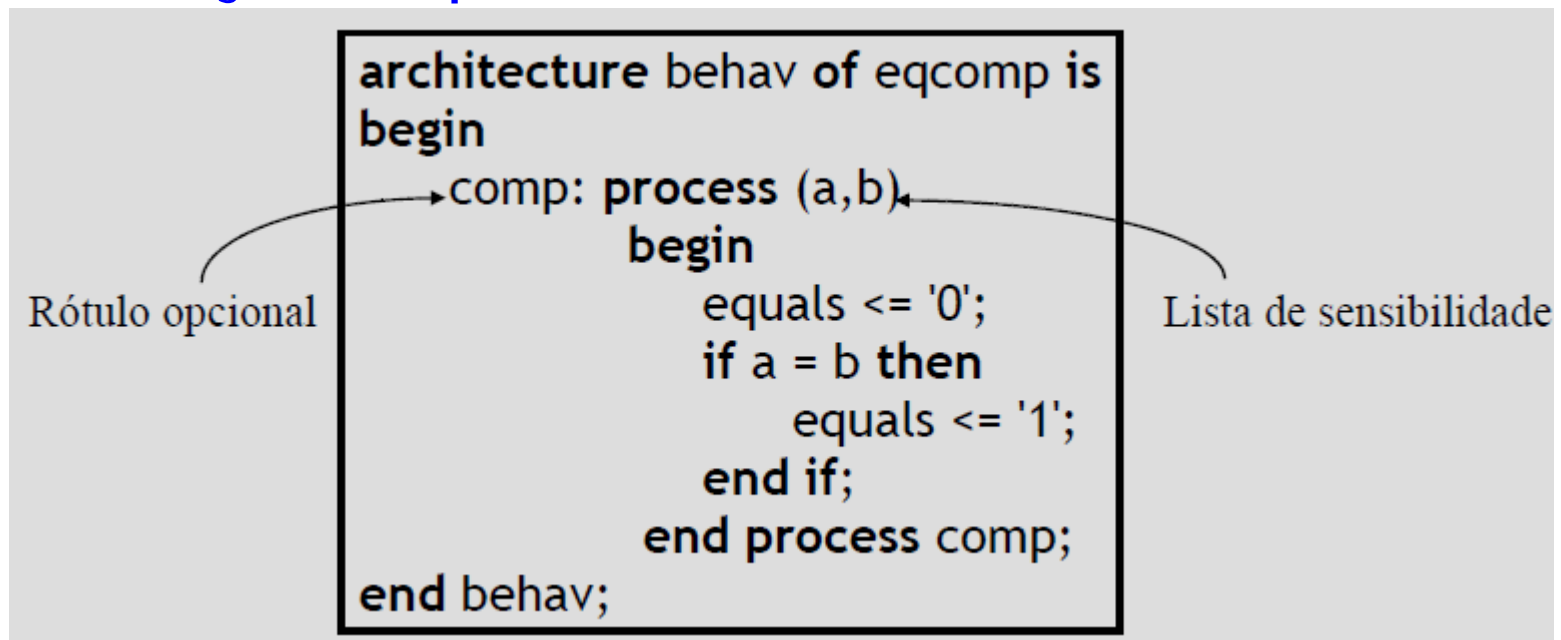 architecture behav of eqcomp is
begin
comp: process (a,b)
begin
Rótulo opcional
equals <= '0';
Lista de sensibilidade
if a = b then
equals <= '1';
end if;
end process comp;
end behav;